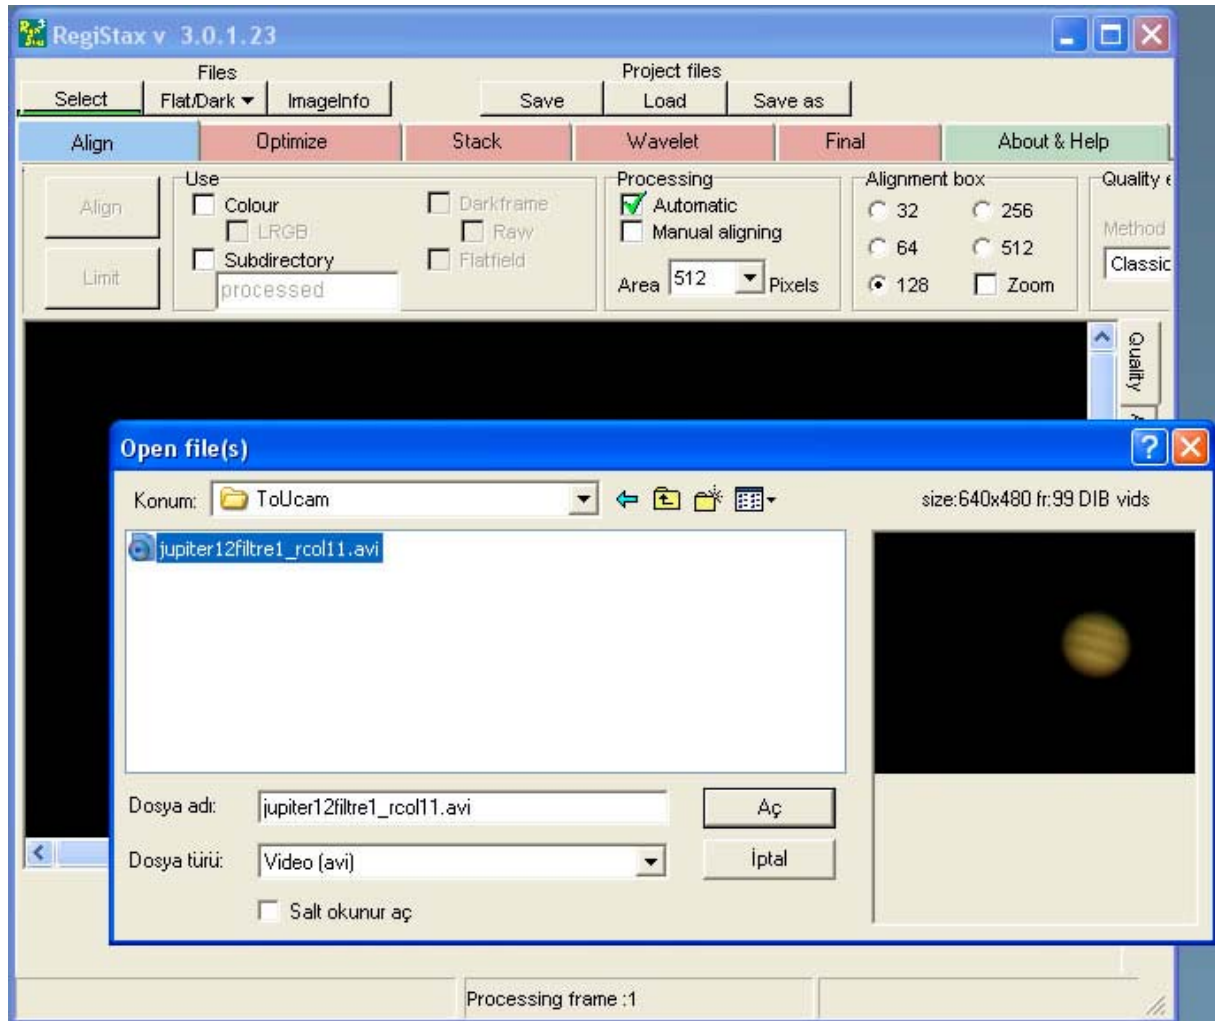 RegiStax v 3.0.1.23
Files
Project files
Select Flat/Dark ImageInfo Save Load Save as
Align Optimize Stack Wavelet Final About & Help
Use
Processing
Alignment box
Quality e
Align
Limit
Colour
LRGB
Subdirectory
processed
Darkframe
Raw
Flatfield
Automatic
Manual aligning
Area 512 Pixels
32 256
64 512
128 Zoom
Method
Classic
Quality
Open file(s)
Konum: ToUcam
size:640x480 fr:99 DIB vids
jupiter12filtre1_rcol11.avi
Dosya adı: jupiter12filtre1_rcol11.avi Aç
Dosya türü: Video (avi) İptal
Salt okunur aç
Processing frame :1